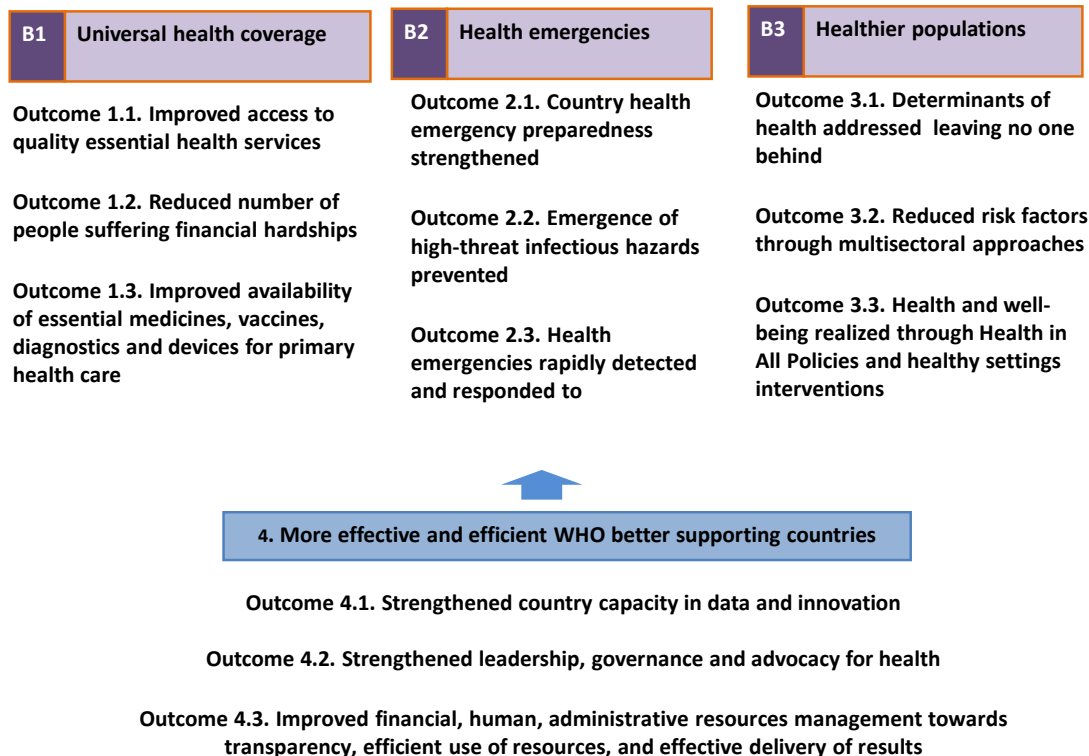 B1 Universal health coverage
Outcome 1.1. Improved access to
quality essential health services
Outcome 1.2. Reduced number of
people suffering financial hardships
Outcome 1.3. Improved availability
of essential medicines, vaccines,
diagnostics and devices for primary
health care
B2 Health emergencies
Outcome 2.1. Country health
emergency preparedness
strengthened
Outcome 2.2. Emergence of
high-threat infectious hazards
prevented
Outcome 2.3. Health
emergencies rapidly detected
and responded to
B3 Healthier populations
Outcome 3.1. Determinants of
health addressed leaving no one
behind
Outcome 3.2. Reduced risk factors
through multisectoral approaches
Outcome 3.3. Health and well-
being realized through Health in
All Policies and healthy settings
interventions
4. More effective and efficient WHO better supporting countries
Outcome 4.1. Strengthened country capacity in data and innovation
Outcome 4.2. Strengthened leadership, governance and advocacy for health
Outcome 4.3. Improved financial, human, administrative resources management towards
transparency, efficient use of resources, and effective delivery of results